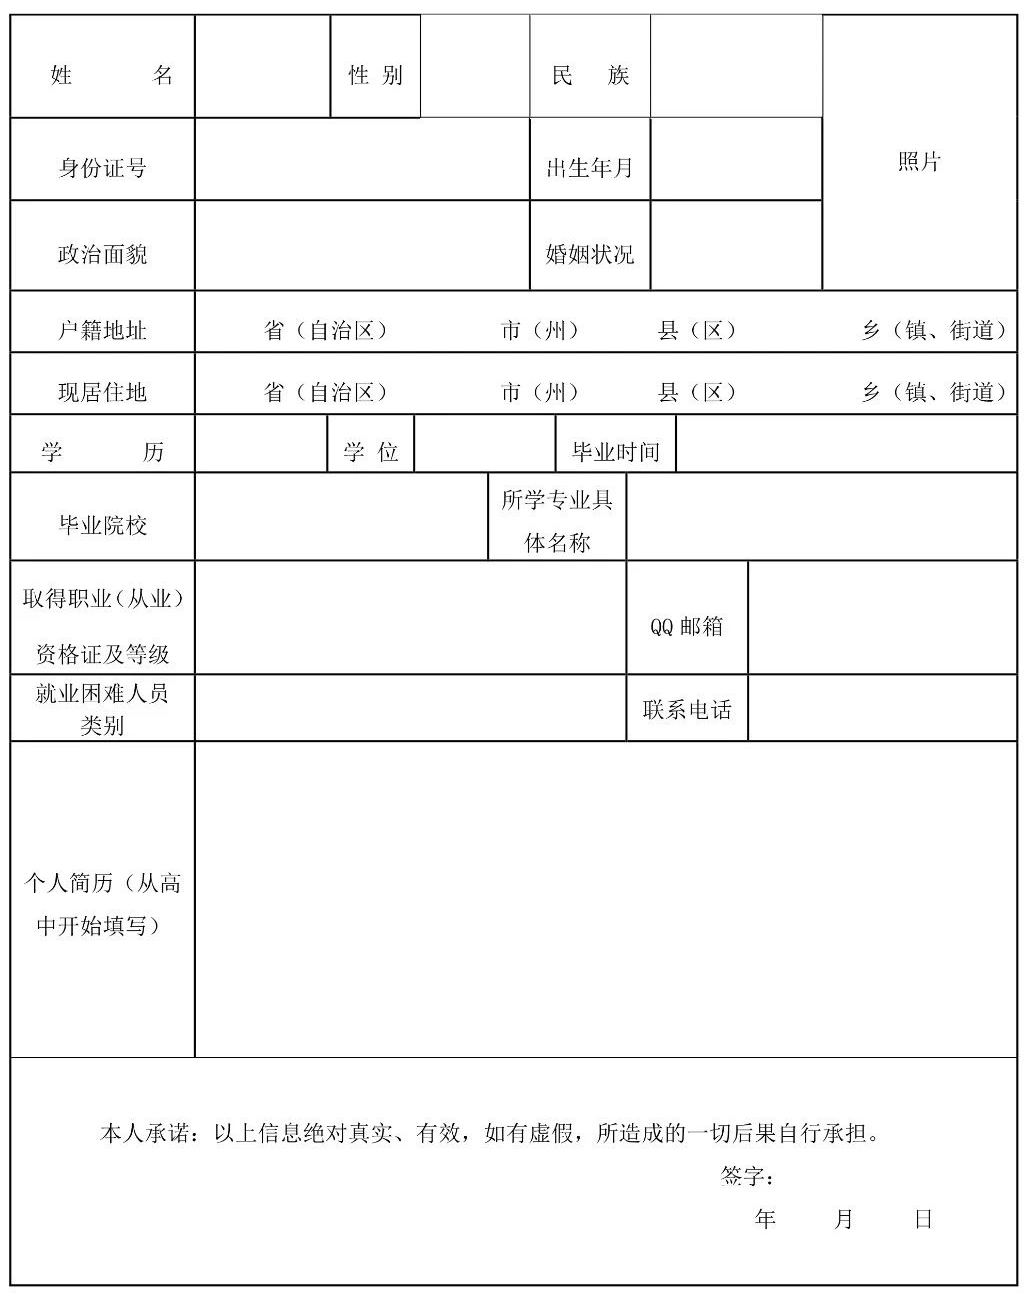 姓 名 性 别 民 族
照片
身份证号 出生年月
政治面貌 婚姻状况
户籍地址 省（自治区） 市（州） 县（区） 乡（镇、街道）
现居住地 省（自治区） 市（州） 县（区） 乡（镇、街道）
学 历 学 位 毕业时间
毕业院校
所学专业具
体名称
取得职业（从业）
资格证及等级
QQ 邮箱
就业困难人员
类别
联系电话
个人简历（从高
中开始填写）
本人承诺：以上信息绝对真实、有效，如有虚假，所造成的一切后果自行承担。
签字：
年 月 日